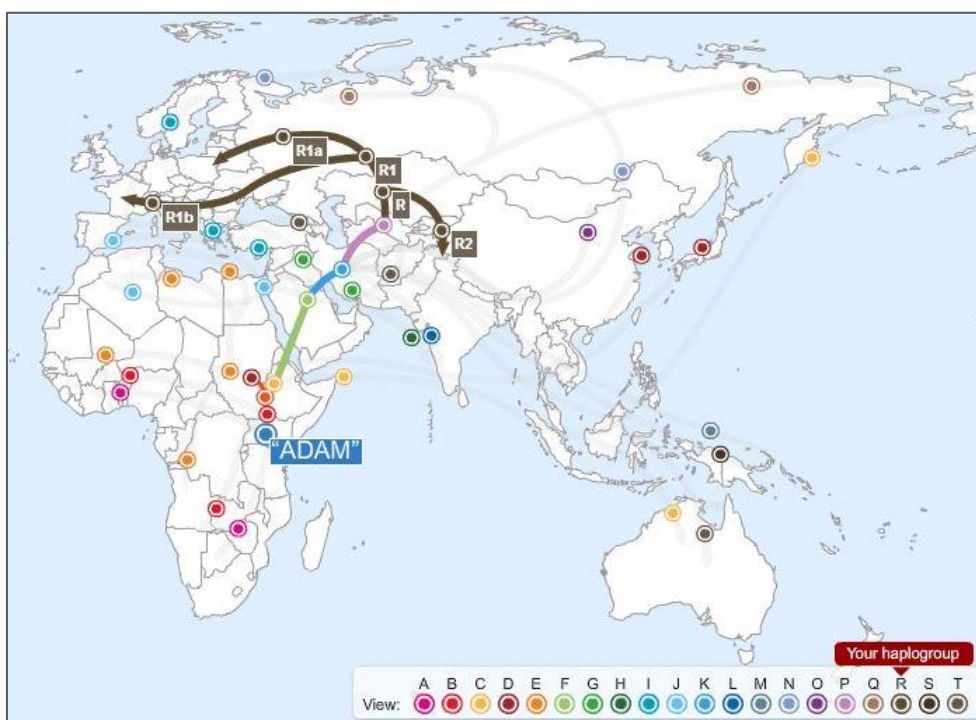 R1a
R1
R
R1b
R2
"ADAM"
Your haplogroup
A B C D E F G H I J K L M N O P Q R S T
View: